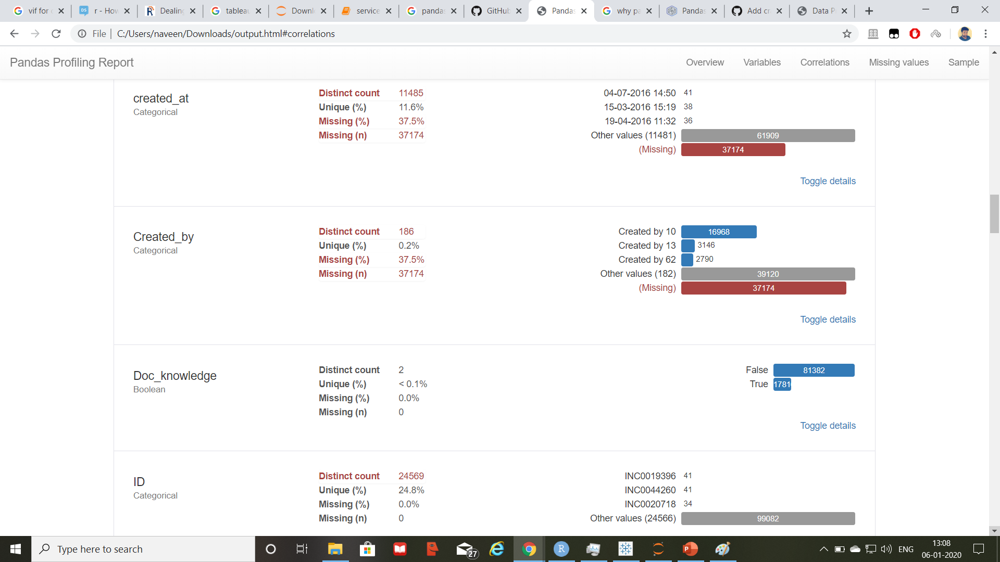 vif for
r - How
Dealing
tableau
Downl
service
pandas
GitHub
Pandas
why pa
Pandas
Add cr
Data P
File C:/Users/naveen/Downloads/output.html#correlations
Pandas Profiling Report Overview Variables Correlations Missing values Sample
created_at
Categorical
Distinct count 11485
Unique (%) 11.6%
Missing (%) 37.5%
Missing (n) 37174
04-07-2016 14:50 41
15-03-2016 15:19 38
19-04-2016 11:32 36
Other values (11481) 61909
(Missing) 37174
Toggle details
Created_by
Categorical
Distinct count 186
Unique (%) 0.2%
Missing (%) 37.5%
Missing (n) 37174
Created by 10 16968
Created by 13 3146
Created by 62 2790
Other values (182) 39120
(Missing) 37174
Toggle details
Doc_knowledge
Boolean
Distinct count 2
Unique (%) < 0.1%
Missing (%) 0.0%
Missing (n) 0
False 81382
True 1781
Toggle details
ID
Categorical
Distinct count 24569
Unique (%) 24.8%
Missing (%) 0.0%
Missing (n) 0
INC0019396 41
INC0044260 41
INC0020718 34
Other values (24566) 99082
Type here to search
27
ENG
13:08
06-01-2020